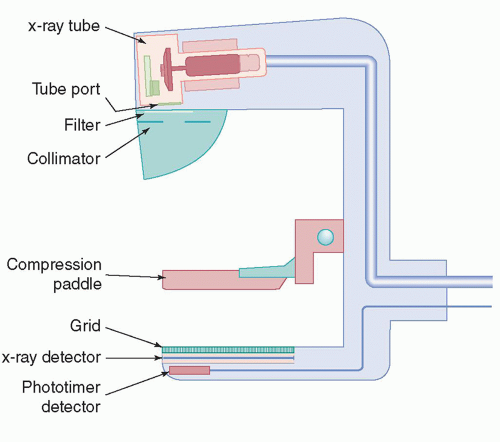 x-ray tube
Tube port
Filter
Collimator
Compression
paddle
Grid
x-ray detector
Phototimer
detector